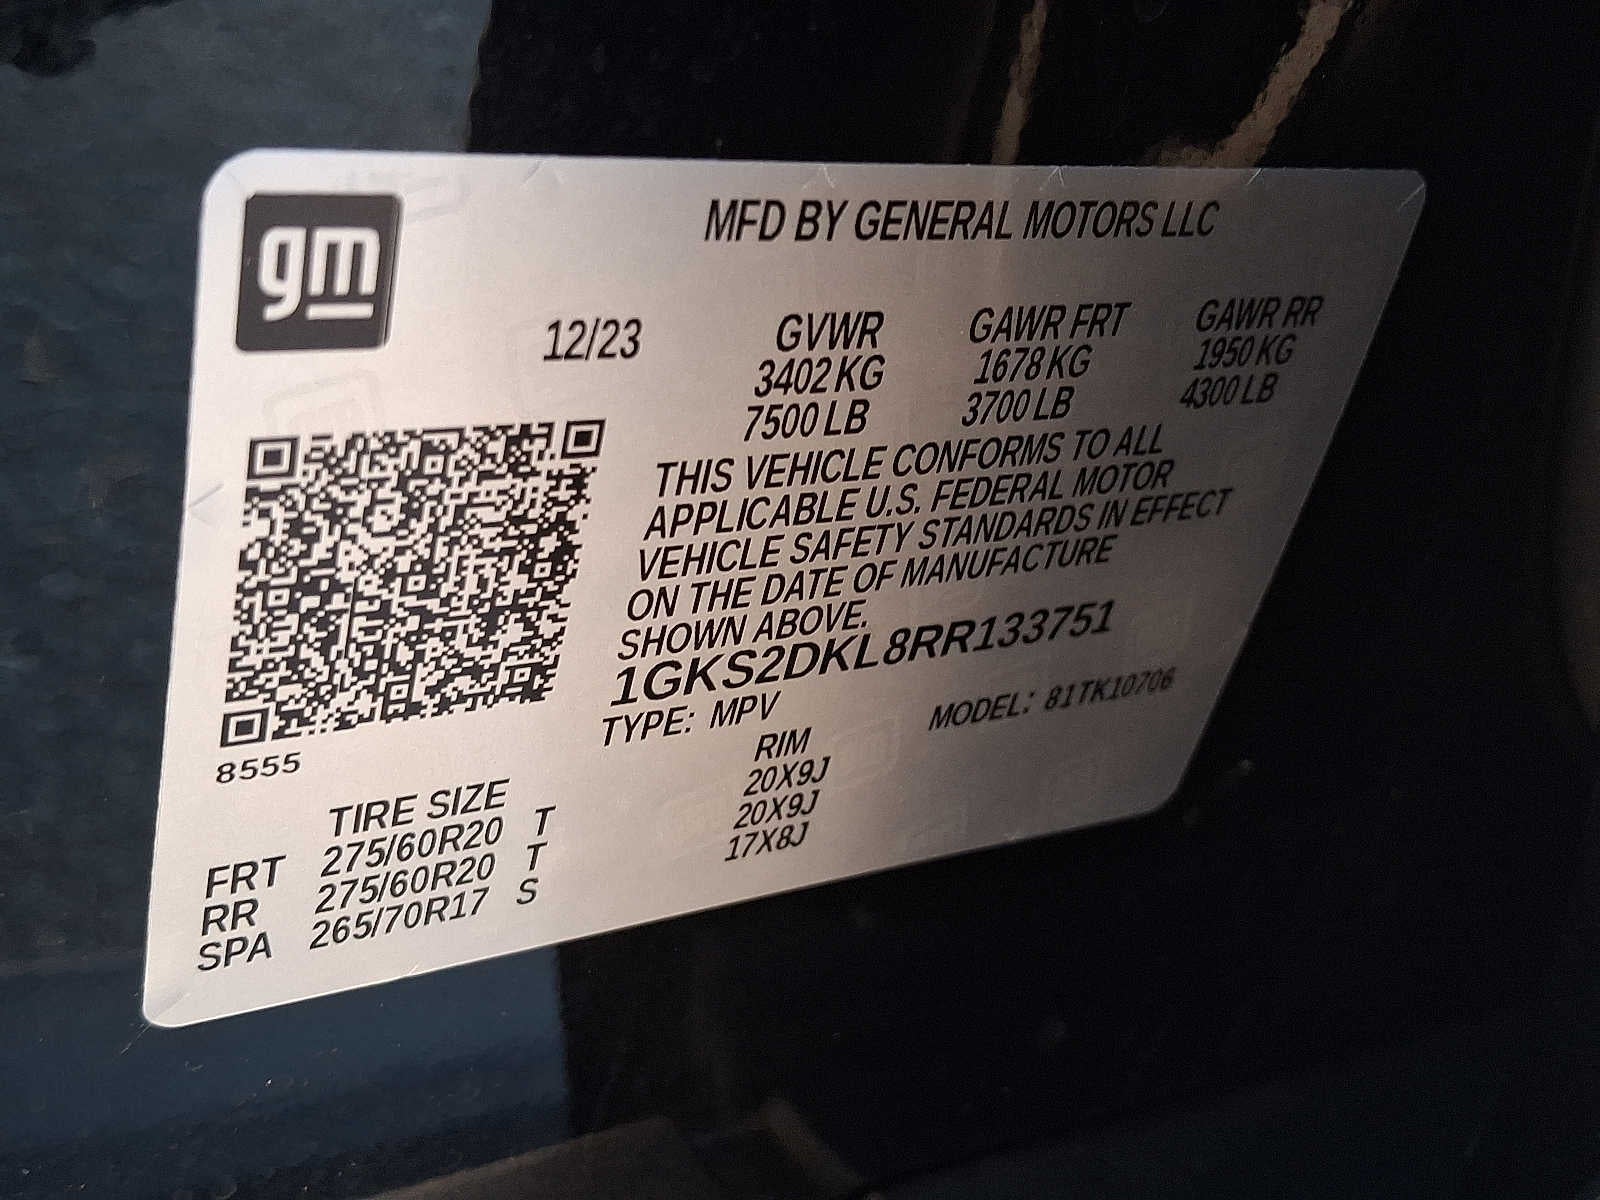 gm
MFD BY GENERAL MOTORS LLC
12/23 GVWR GAWR FRT GAWR RR
3402 KG 1678 KG 1950 KG
7500 LB 3700 LB 4300 LB
THIS VEHICLE CONFORMS TO ALL
APPLICABLE U.S. FEDERAL MOTOR
VEHICLE SAFETY STANDARDS IN EFFECT
ON THE DATE OF MANUFACTURE
SHOWN ABOVE.
1GKS2DKL8RR133751
TYPE: MPV MODEL: 81TK10706
8555
TIRE SIZE RIM
FRT 275/60R20 T 20X9J
RR 275/60R20 T 20X9J
SPA 265/70R17 S 17X8J